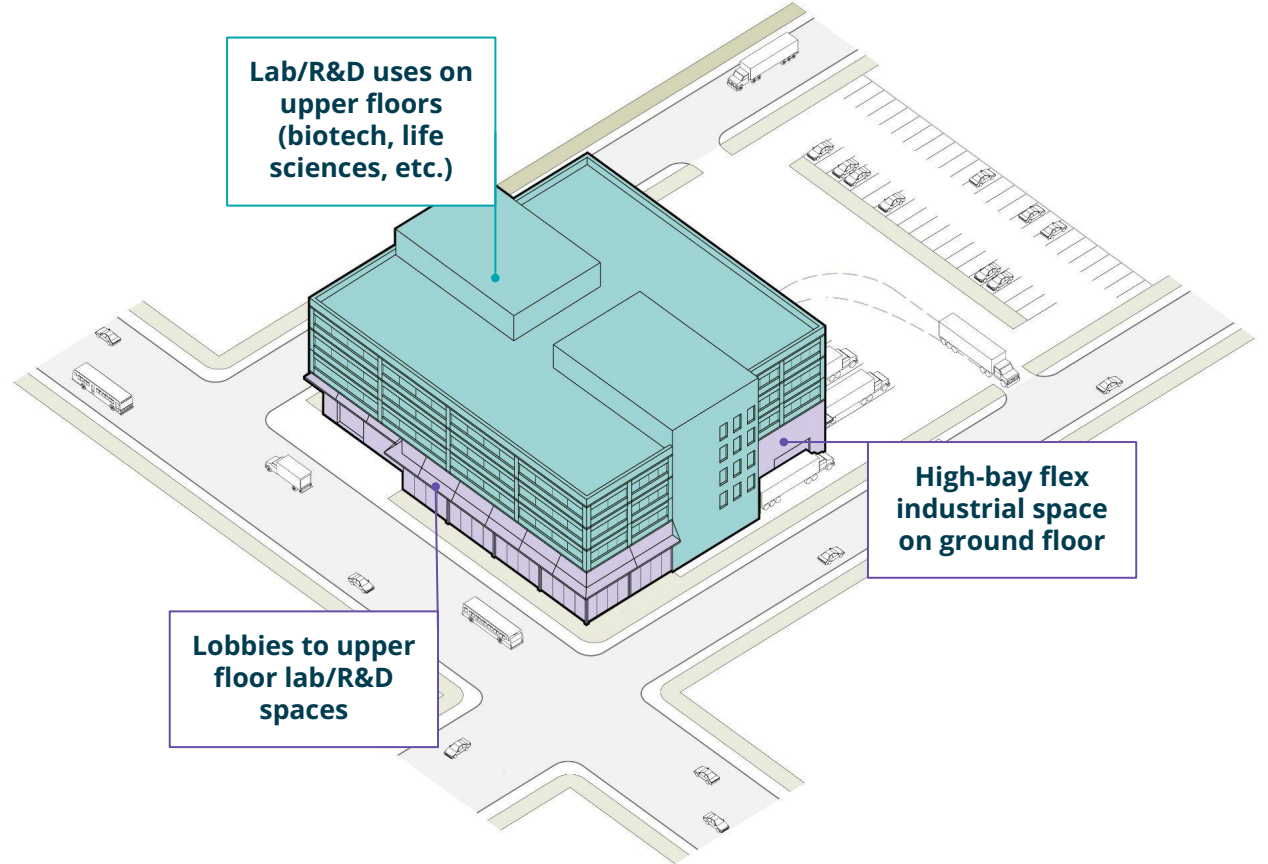 Lab/R&D uses on
upper floors
(biotech, life
sciences, etc.)
High-bay flex
industrial space
on ground floor
Lobbies to upper
floor lab/R&D
spaces